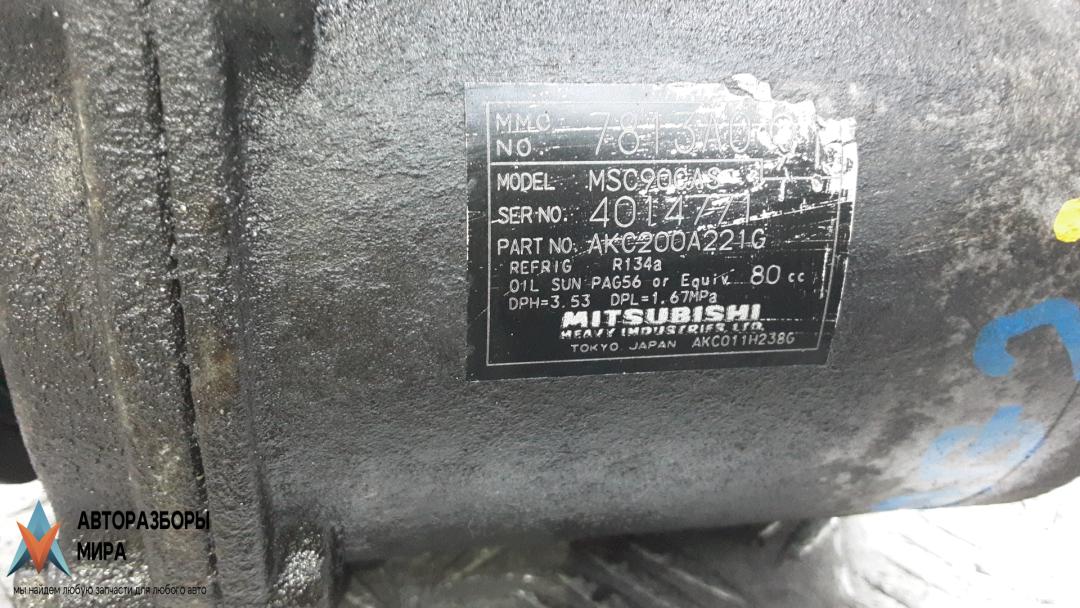 MMC NO. 7813A0
MODEL MSC90CAS
SER NO. 4014771
PART NO. AKC200A221G
REFRIG R134a
OIL SUN PAG56 or Equiv. 80 cc
DPH=3.53 DPL=1.67MPa
MITSUBISHI
HEAVY INDUSTRIES, LTD.
TOKYO JAPAN AKC011H238G
АВТОРАЗБОРЫ
МИРА
мы найдем любую запчасти для любого авто